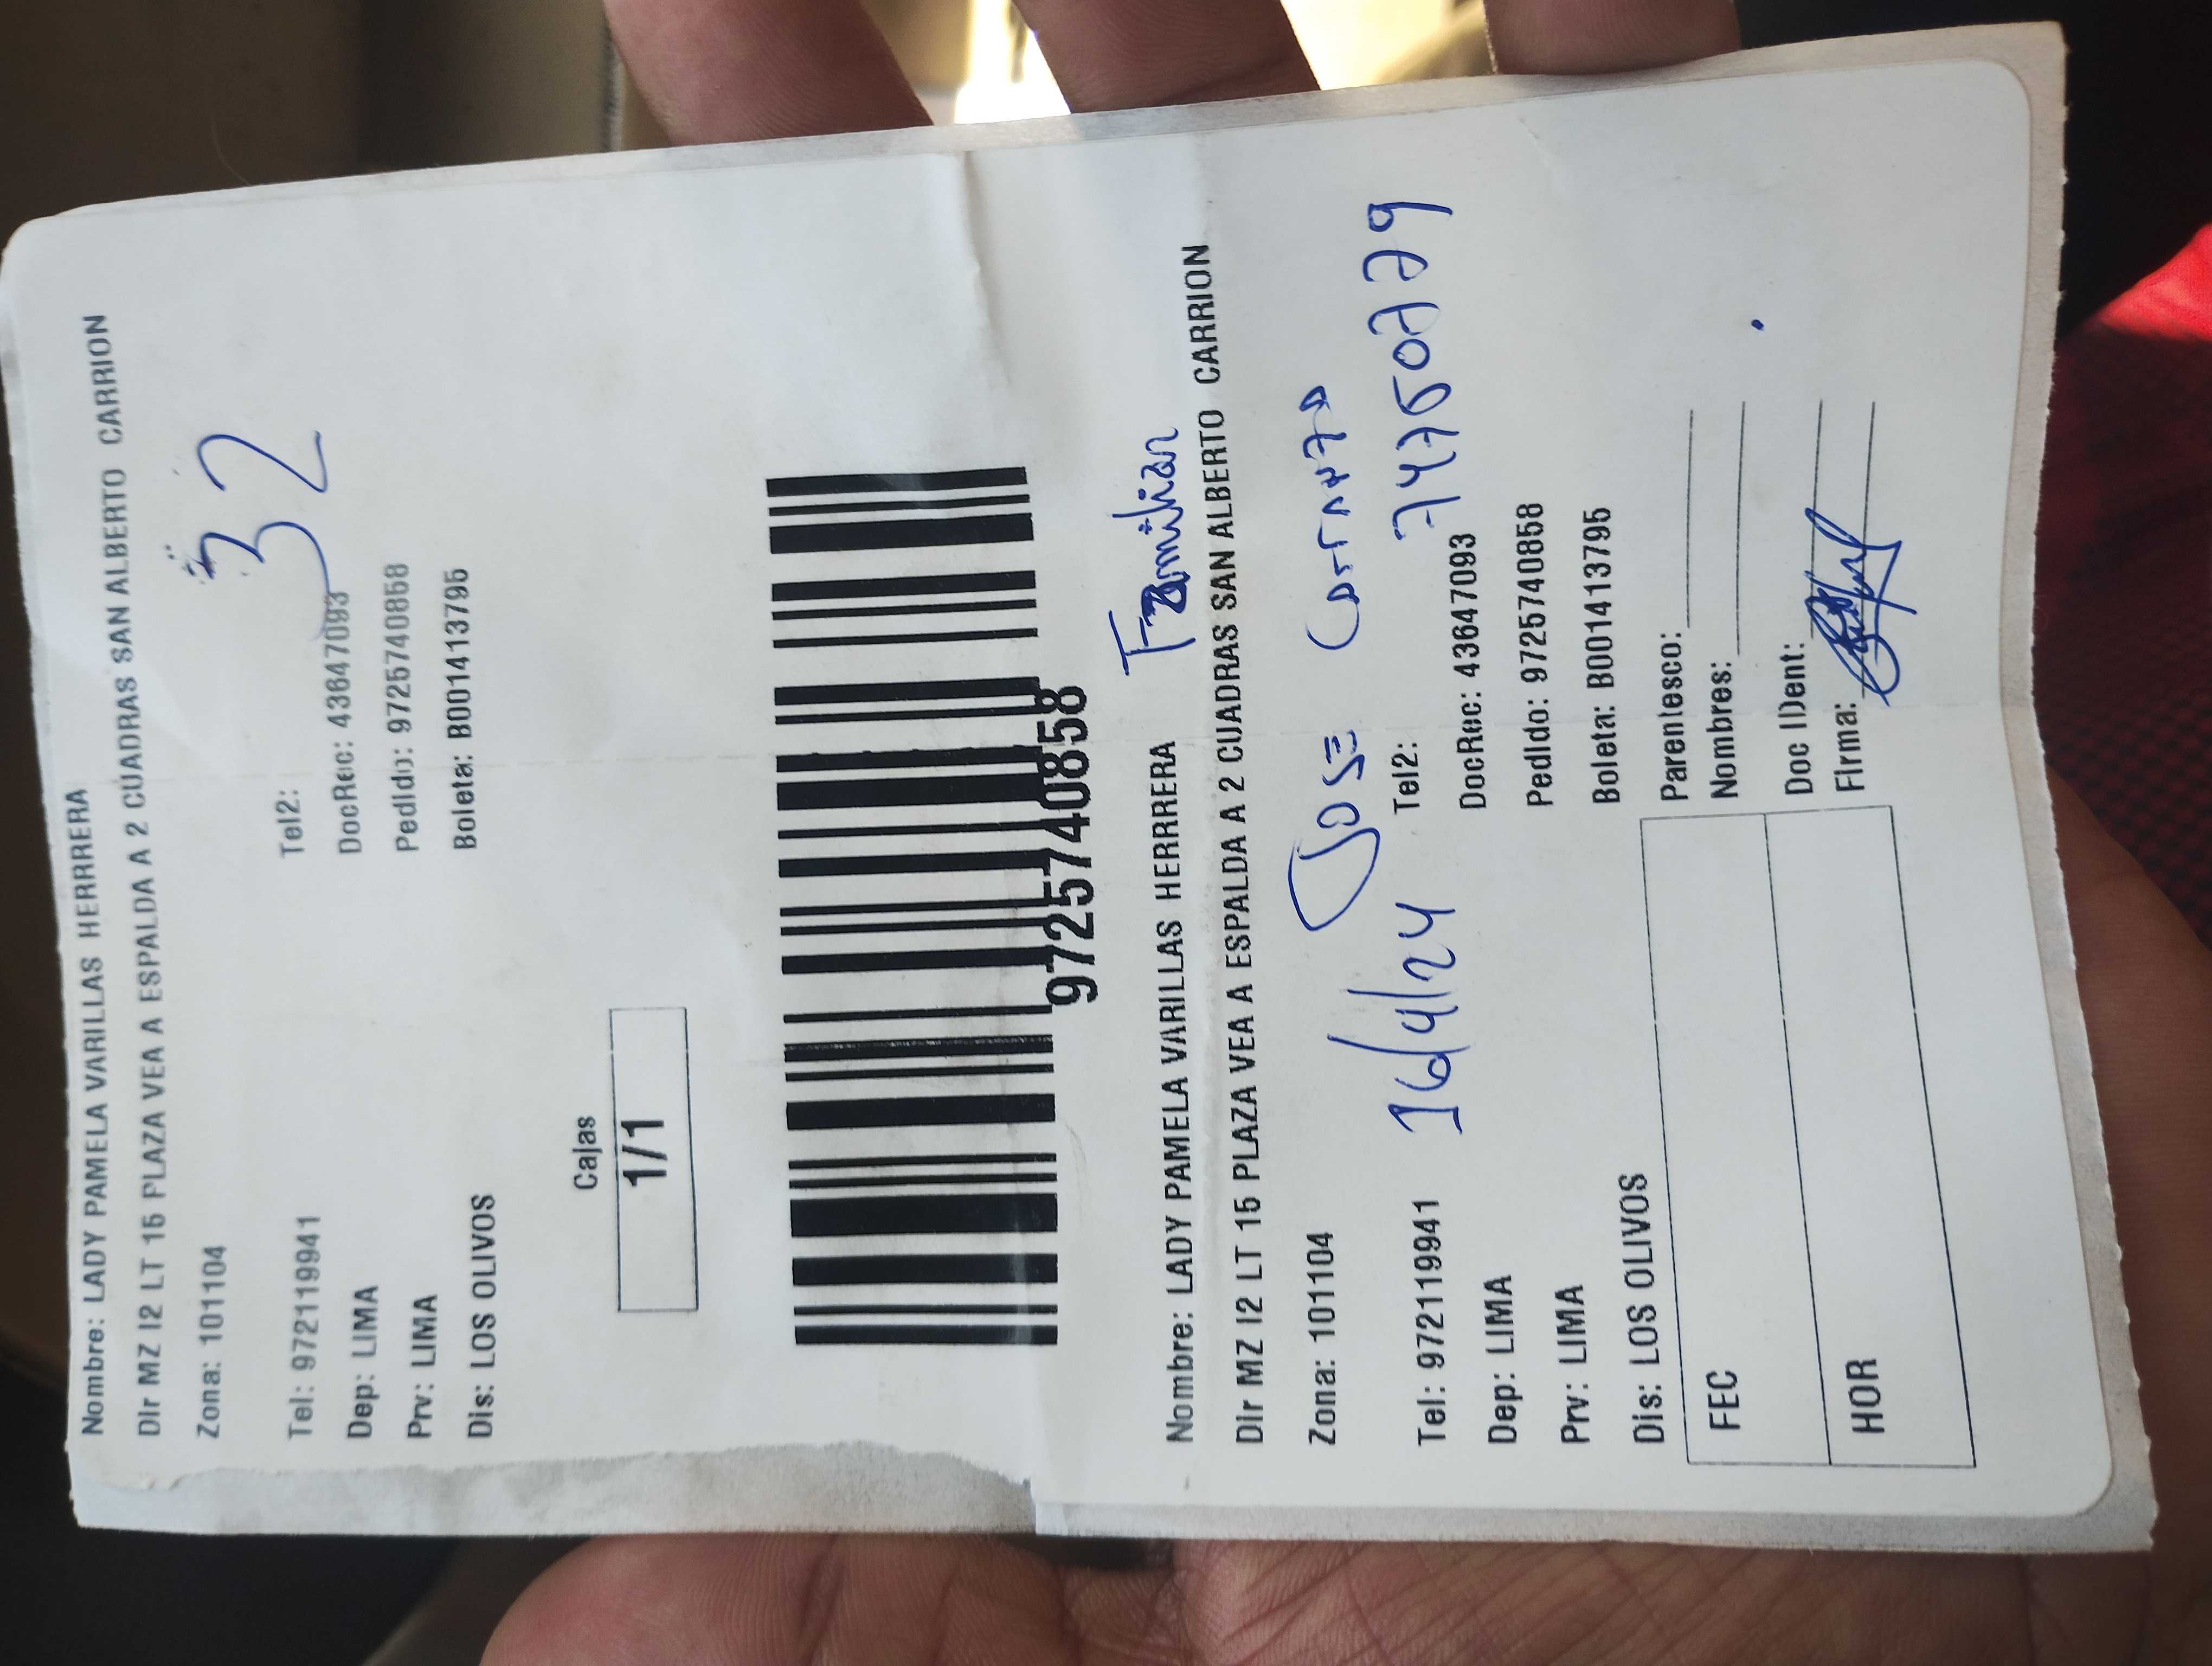 Nombre: LADY PAMELA VARILLAS HERRRERA
Dir MZ I2 LT 15 PLAZA VEA A ESPALDA A 2 CUADRAS SAN ALBERTO CARRION
Zona: 101104
32
Tel: 972119941 Tel2:
Dep: LIMA DocRec: 43647093
Prv: LIMA Pedido: 9725740858
Dis: LOS OLIVOS Boleta: B001413795
Cajas
1/1
9725740858
Familiar
Nombre: LADY PAMELA VARILLAS HERRRERA
Dir MZ I2 LT 15 PLAZA VEA A ESPALDA A 2 CUADRAS SAN ALBERTO CARRION
Zona: 101104 JOSE
Tel: 972119941 16/4/24 Tel2: 74750779
Dep: LIMA DocRec: 43647093
Prv: LIMA Pedido: 9725740858
Dis: LOS OLIVOS Boleta: B001413795
FEC Parentesco:
Nombres:
HOR Doc IDent:
Firma: